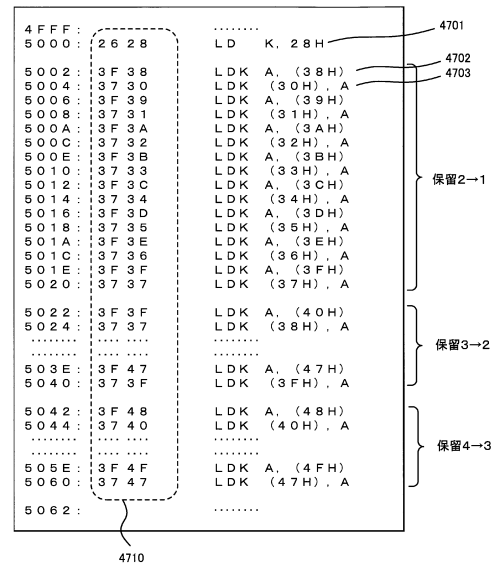 4FFF: ........
5000: 2628 LD K, 28H 4701
5002: 3F38 LDK A, (38H) 4702
5004: 3730 LDK (30H), A 4703
5006: 3F39 LDK A, (39H)
5008: 3731 LDK (31H), A
500A: 3F3A LDK A, (3AH)
500C: 3732 LDK (32H), A
500E: 3F3B LDK A, (3BH)
5010: 3733 LDK (33H), A
5012: 3F3C LDK A, (3CH)
5014: 3734 LDK (34H), A
5016: 3F3D LDK A, (3DH)
5018: 3735 LDK (35H), A
501A: 3F3E LDK A, (3EH)
501C: 3736 LDK (36H), A
501E: 3F3F LDK A, (3FH)
5020: 3737 LDK (37H), A
保留2→1
5022: 3F3F LDK A, (40H)
5024: 3737 LDK (38H), A
........ .... .... ........
........ .... .... ........
503E: 3F47 LDK A, (47H)
5040: 373F LDK (3FH), A
保留3→2
5042: 3F48 LDK A, (48H)
5044: 3740 LDK (40H), A
........ .... .... ........
........ .... .... ........
505E: 3F4F LDK A, (4FH)
5060: 3747 LDK (47H), A
保留4→3
5062: ........
4710